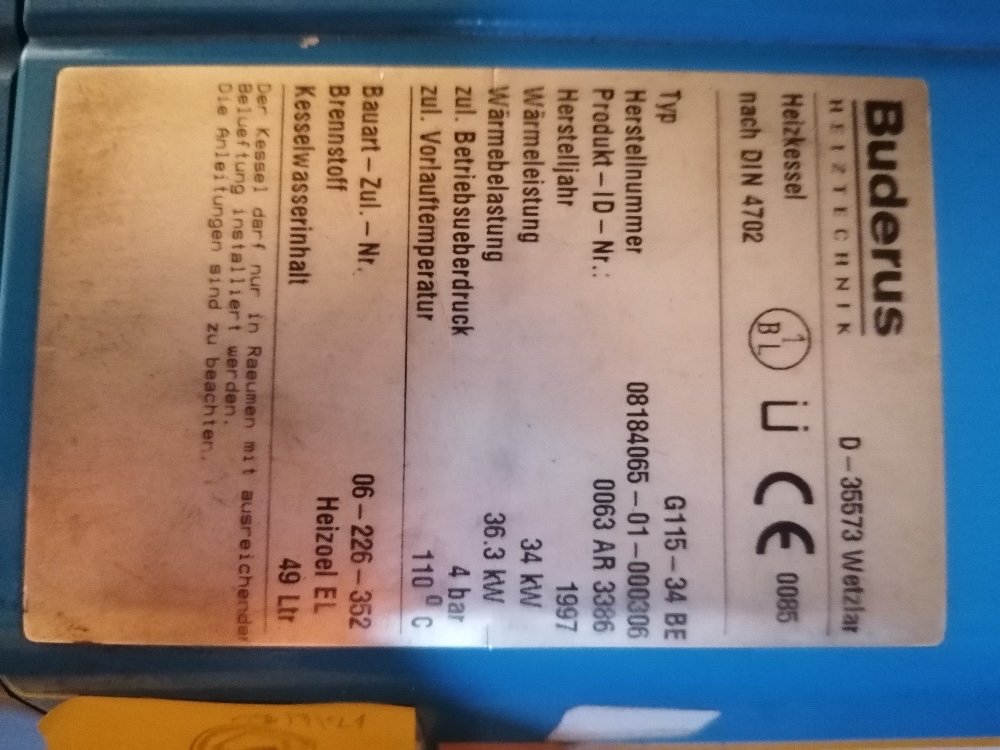 Buderus
HEIZTECHNIK D-35573 Wetzlar
Heizkessel
nach DIN 4702 1 BL Ü CE 0085
Typ G115-34 BE
Herstellnummer 08184065-01-000306
Produkt-ID-Nr.: 0063 AR 3386
Herstelljahr 1997
Wärmeleistung 34 kW
Wärmebelastung 36.3 kW
zul. Betriebsueberdruck 4 bar
zul. Vorlauftemperatur 110 ⁰ C
Bauart-Zul.-Nr. 06-226-352
Brennstoff Heizoel EL
Kesselwasserinhalt 49 Ltr
Der Kessel darf nur in Raeumen mit ausreichender
Belueftung installiert werden.
Die Anleitungen sind zu beachten.